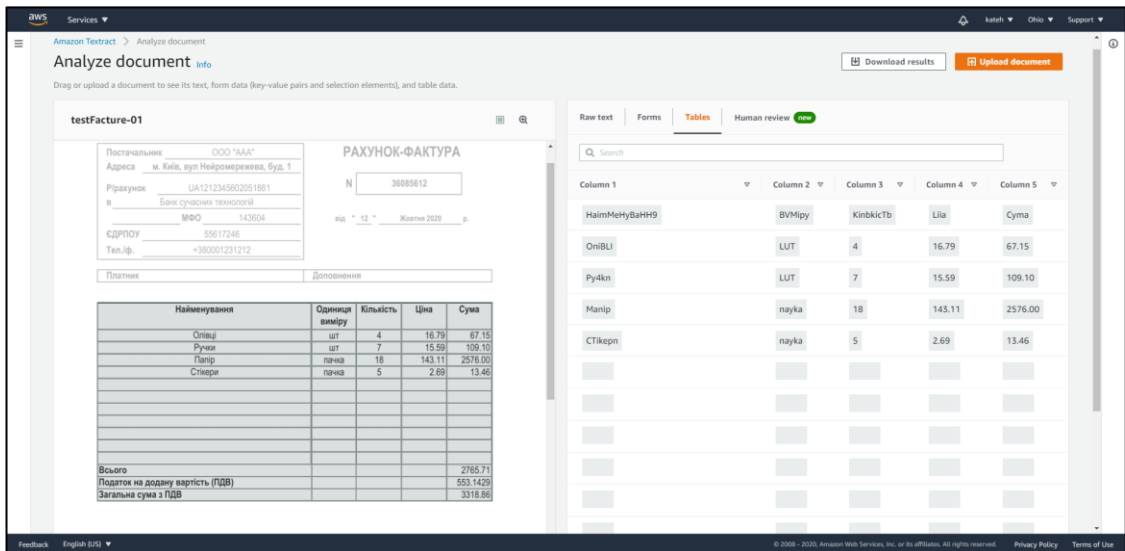 aws Services kateh Ohio Support
Amazon Textract > Analyze document
Analyze document Info
Download results Upload document
Drag or upload a document to see its text, form data (key-value pairs and selection elements), and table data.
testFacture-01
Постачальник ООО "ААА"
Адреса м. Київ, вул Нейромережева, буд. 1
Р/рахунок UA1212345602051881
в Банк сучасних технологій
МФО 143604
ЄДРПОУ 55617246
Тел./ф. +380001231212
РАХУНОК-ФАКТУРА
N 36085612
від " 12 " Жовтня 2020 р.
Платник Доповнення
Найменування Одиниця виміру Кількість Ціна Сума
Олівці шт 4 16.79 67.15
Ручки шт 7 15.59 109.10
Папір пачка 18 143.11 2576.00
Стікери пачка 5 2.69 13.46
Всього 2765.71
Податок на додану вартість (ПДВ) 553.1429
Загальна сума з ПДВ 3318.86
Raw text Forms Tables Human review new
Search
Column 1 Column 2 Column 3 Column 4 Column 5
HaimMeHyBaHH9 BVMipy KinbkicTb Liia Cyma
OniBLI LUT 4 16.79 67.15
Py4kn LUT 7 15.59 109.10
Manip nayka 18 143.11 2576.00
CTikepn nayka 5 2.69 13.46
Feedback English (US) © 2008 - 2020, Amazon Web Services, Inc. or its affiliates. All rights reserved. Privacy Policy Terms of Use